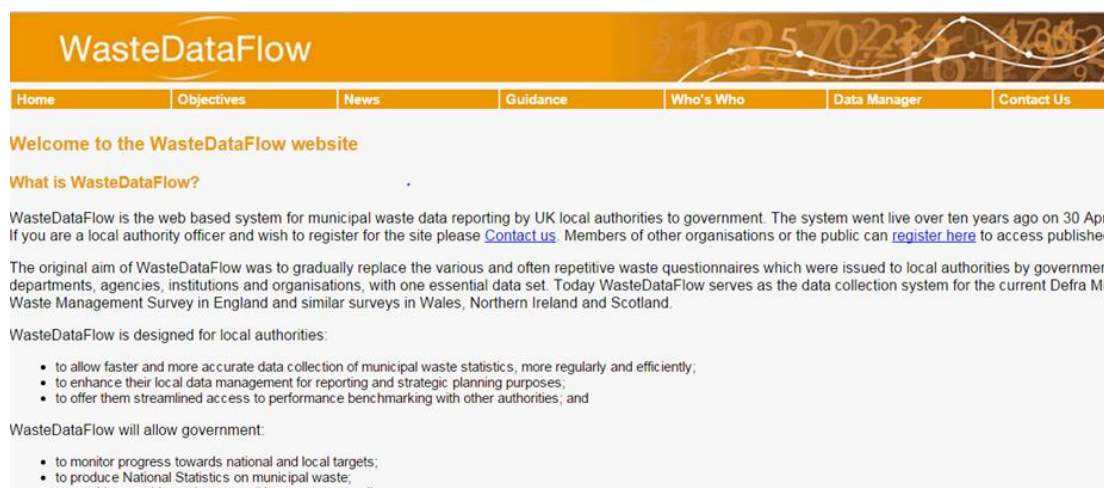 WasteDataFlow
Home Objectives News Guidance Who's Who Data Manager Contact Us
Welcome to the WasteDataFlow website
What is WasteDataFlow?
WasteDataFlow is the web based system for municipal waste data reporting by UK local authorities to government. The system went live over ten years ago on 30
If you are a local authority officer and wish to register for the site please Contact us. Members of other organisations or the public can register here to access
The original aim of WasteDataFlow was to gradually replace the various and often repetitive waste questionnaires which were issued to local authorities by
departments, agencies, institutions and organisations, with one essential data set. Today WasteDataFlow serves as the data collection system for the current Defra
Waste Management Survey in England and similar surveys in Wales, Northern Ireland and Scotland.
WasteDataFlow is designed for local authorities:
• to allow faster and more accurate data collection of municipal waste statistics, more regularly and efficiently;
• to enhance their local data management for reporting and strategic planning purposes;
• to offer them streamlined access to performance benchmarking with other authorities; and
WasteDataFlow will allow government:
• to monitor progress towards national and local targets;
• to produce National Statistics on municipal waste;